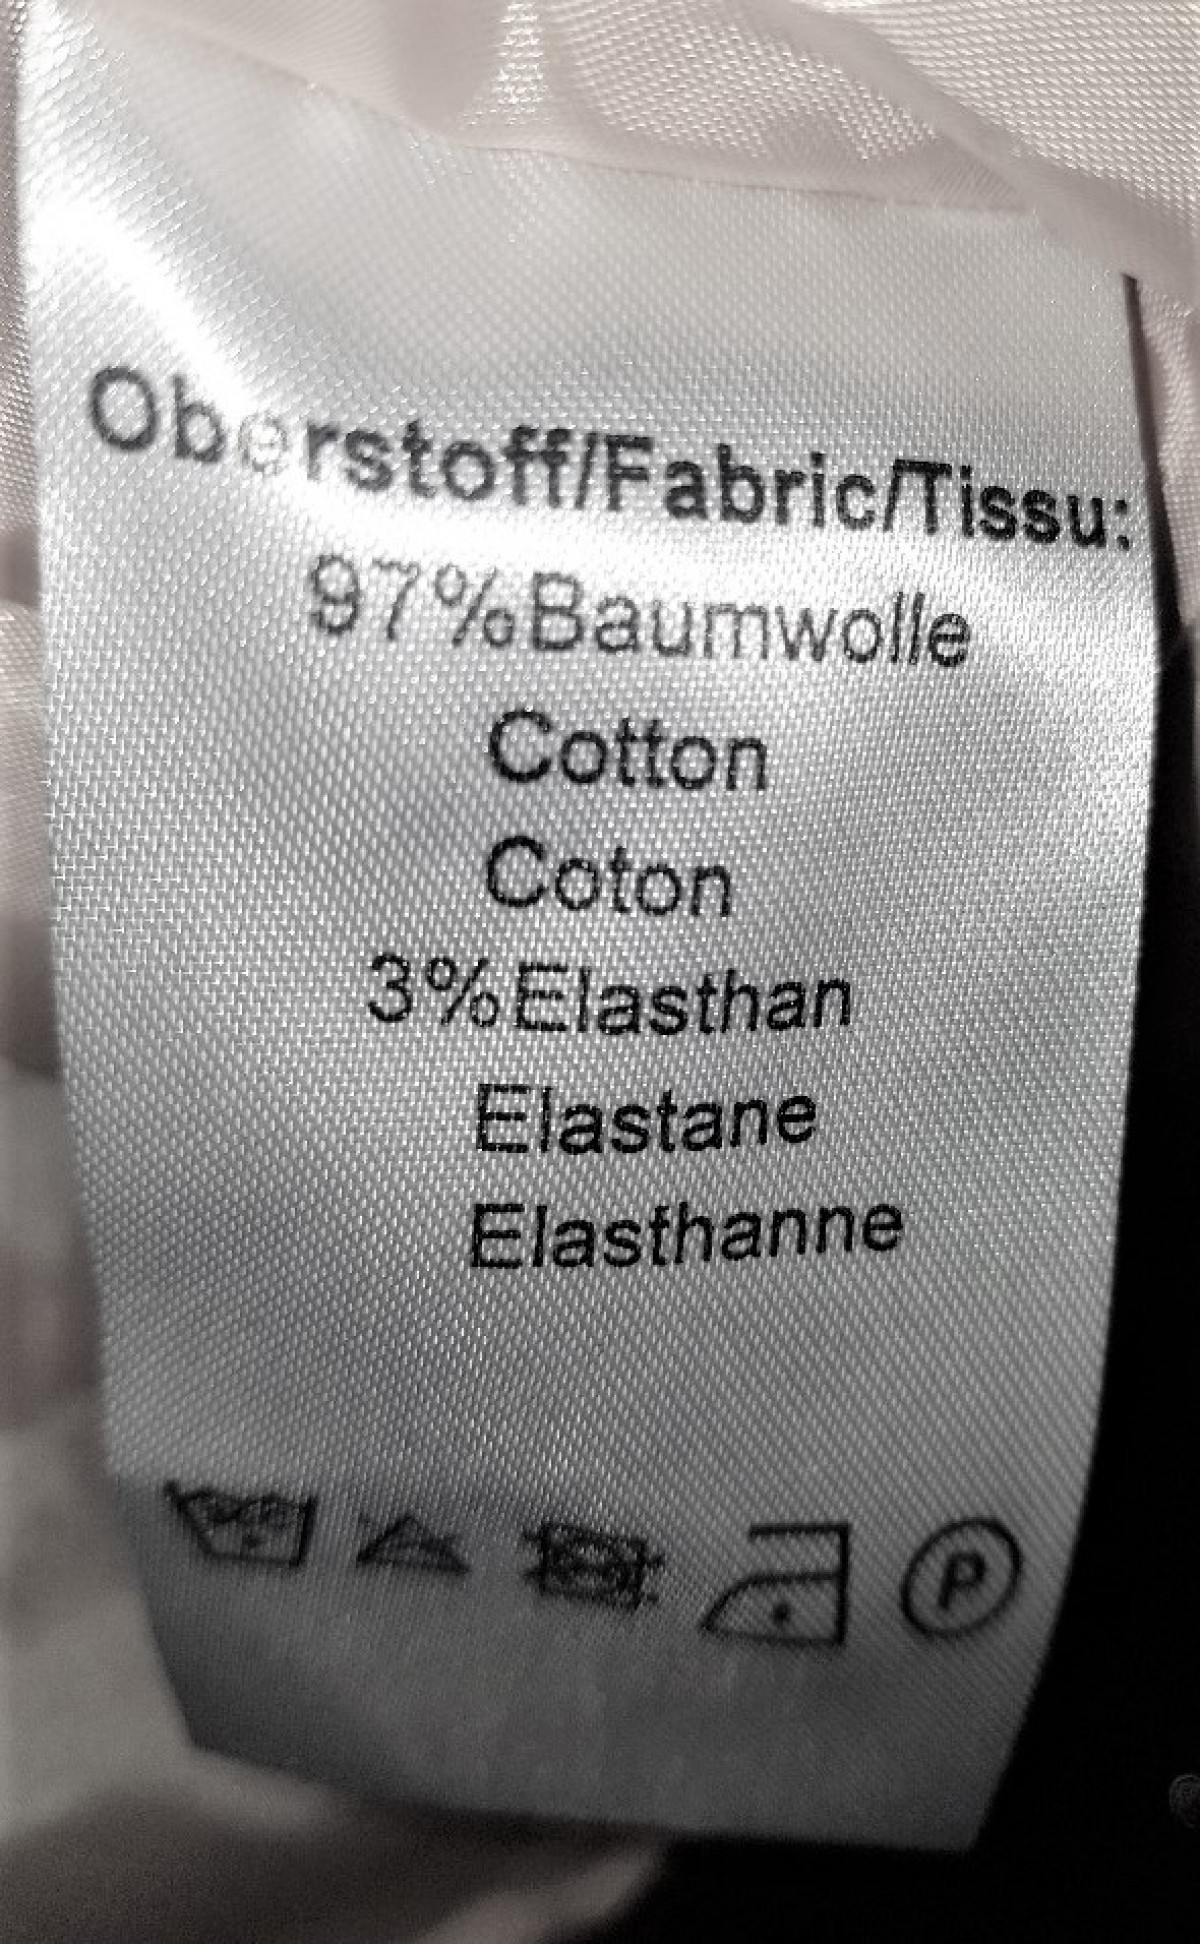 Oberstoff/Fabric/Tissu:
97%Baumwolle
Cotton
Coton
3%Elasthan
Elastane
Elasthanne
P